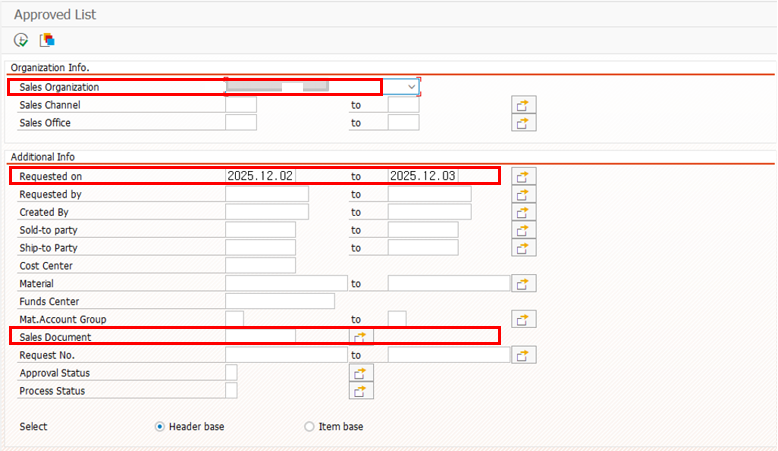 Approved List
Organization Info.
Sales Organization
Sales Channel to
Sales Office to
Additional Info
Requested on 2025.12.02 to 2025.12.03
Requested by to
Created By to
Sold-to party to
Ship-to Party to
Cost Center
Material to
Funds Center
Mat.Account Group to
Sales Document
Request No. to
Approval Status
Process Status
Select Header base Item base